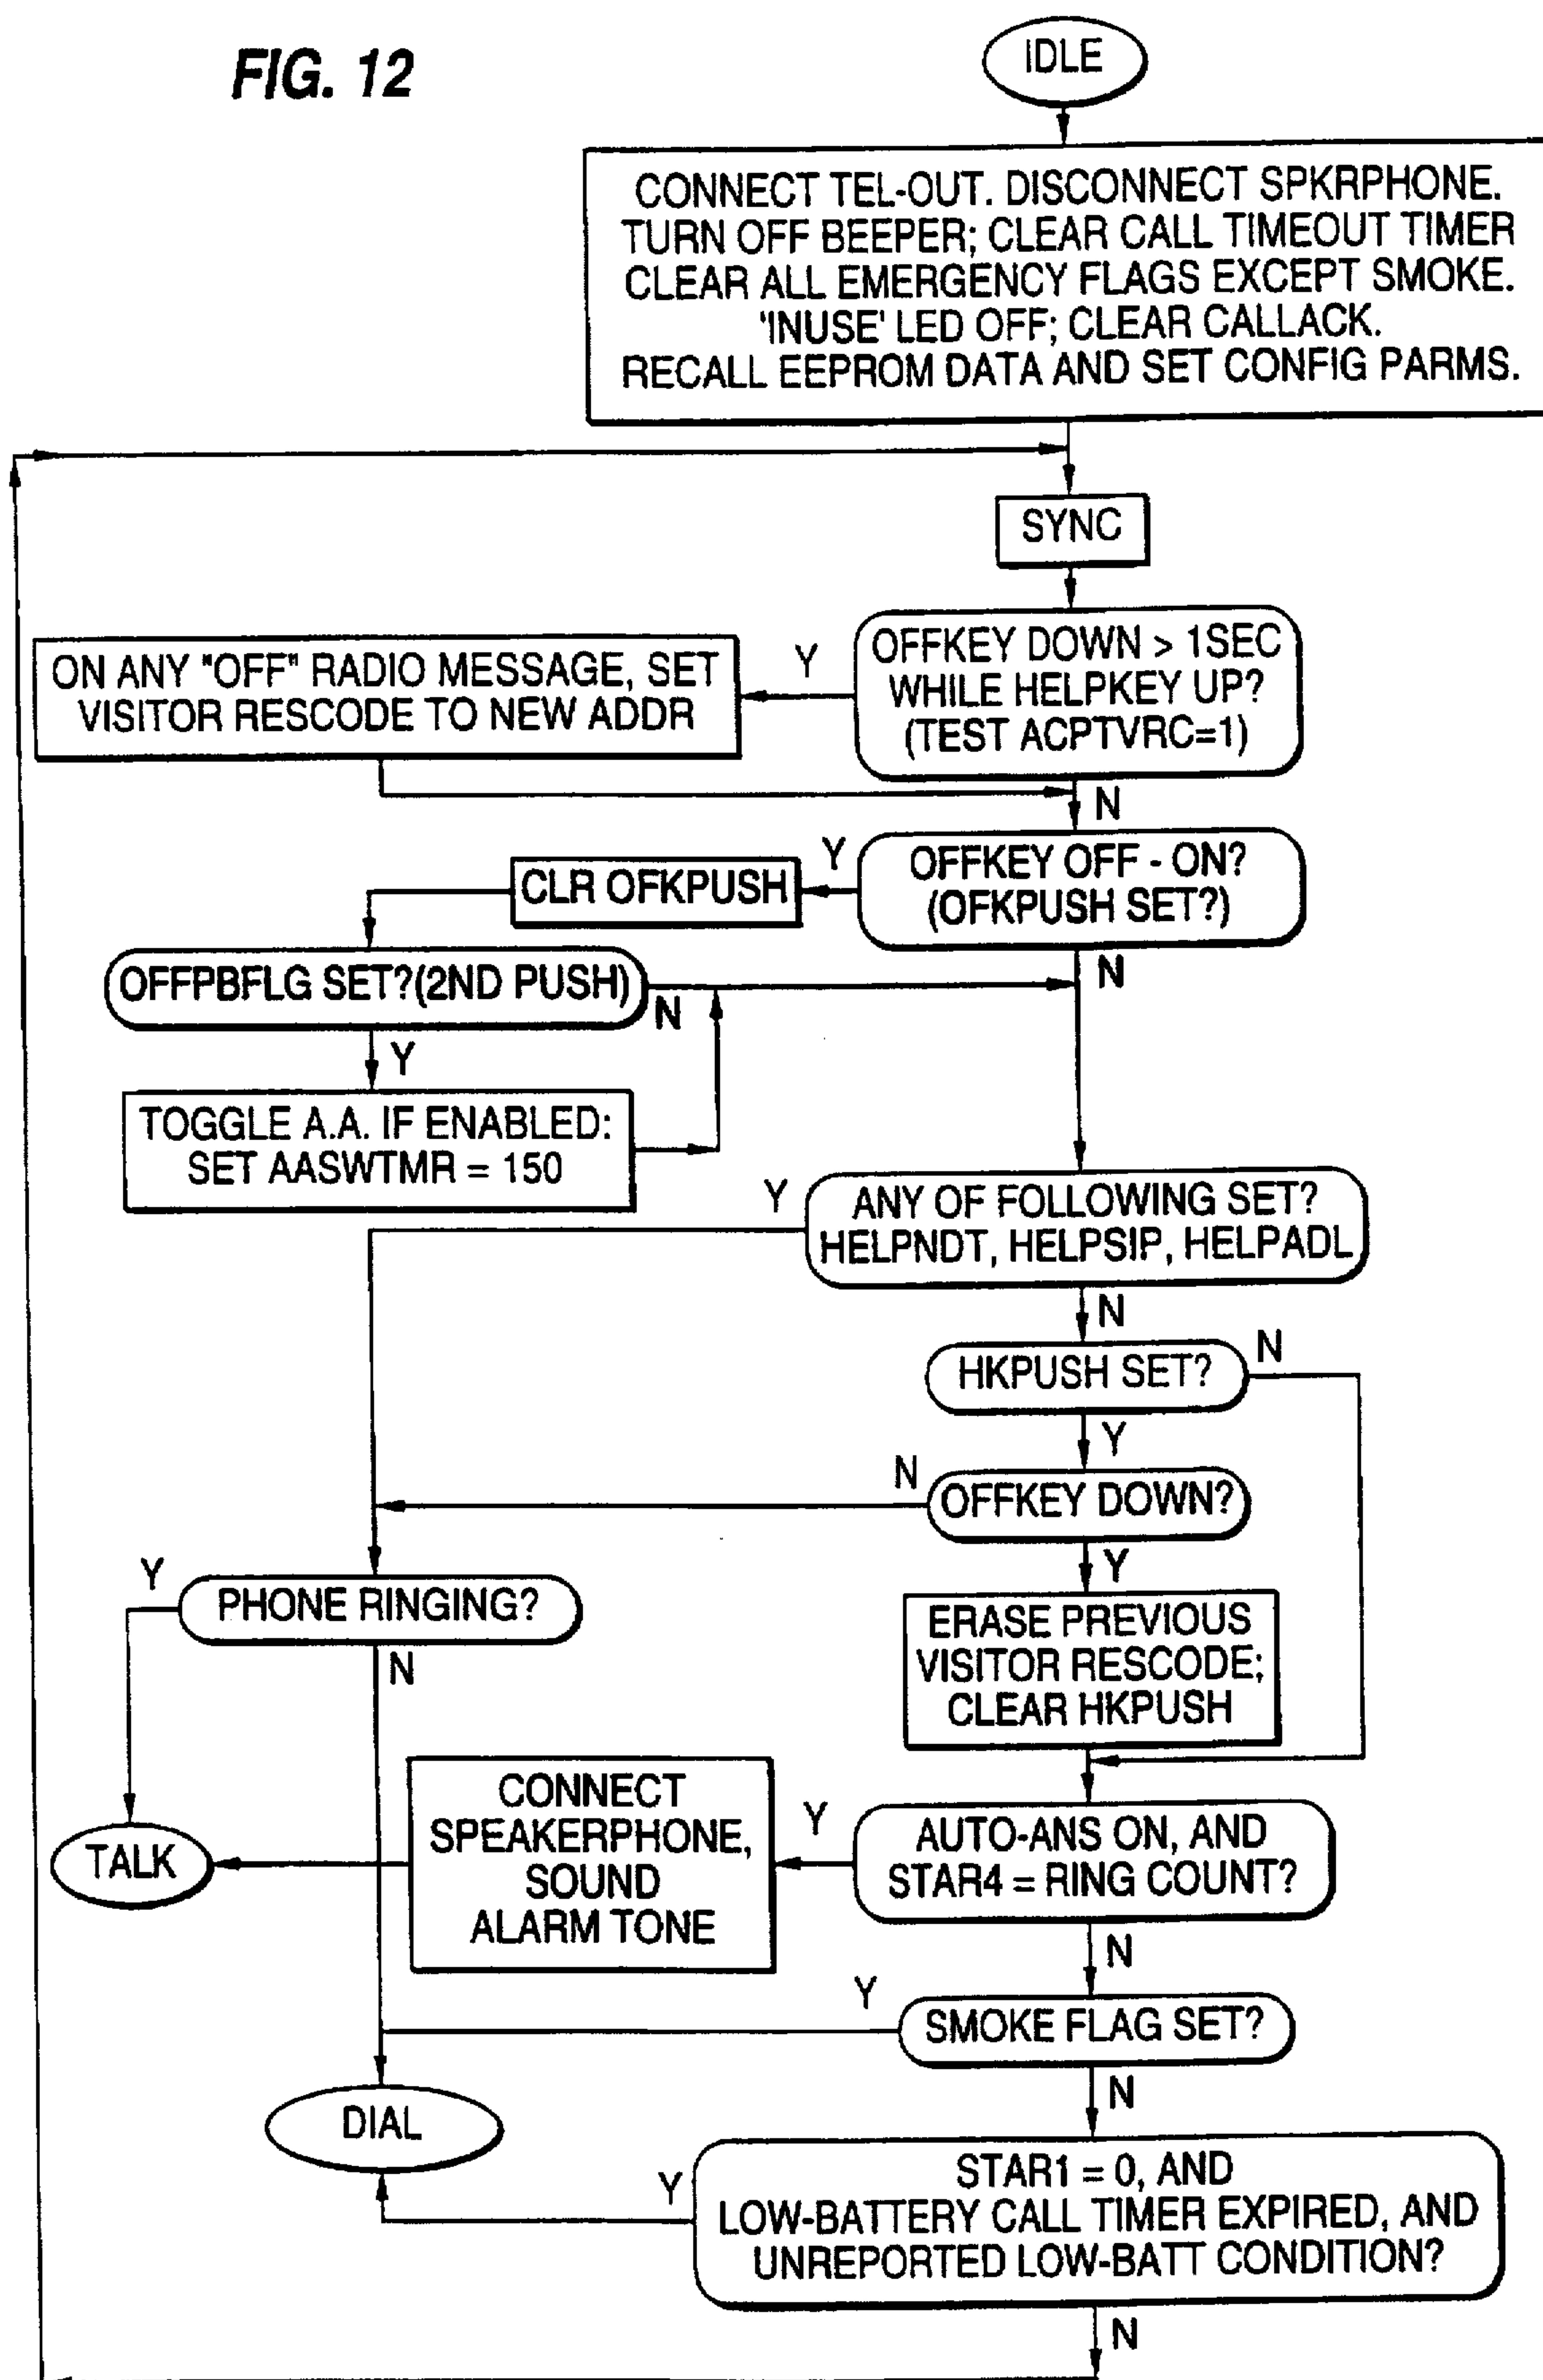 FIG. 12
IDLE
CONNECT TEL-OUT. DISCONNECT SPKRPHONE.
TURN OFF BEEPER; CLEAR CALL TIMEOUT TIMER
CLEAR ALL EMERGENCY FLAGS EXCEPT SMOKE.
'INUSE' LED OFF; CLEAR CALLACK.
RECALL EEPROM DATA AND SET CONFIG PARMS.
SYNC
OFFKEY DOWN > 1SEC
WHILE HELPKEY UP?
(TEST ACPTVRC=1)
Y
ON ANY "OFF" RADIO MESSAGE, SET
VISITOR RESCODE TO NEW ADDR
N
OFFKEY OFF - ON?
(OFKPUSH SET?)
Y
CLR OFKPUSH
N
OFFPBFLG SET?(2ND PUSH)
N
Y
TOGGLE A.A. IF ENABLED:
SET AASWTMR = 150
ANY OF FOLLOWING SET?
HELPNDT, HELPSIP, HELPADL
Y
N
HKPUSH SET?
N
Y
OFFKEY DOWN?
N
Y
PHONE RINGING?
Y
N
ERASE PREVIOUS
VISITOR RESCODE;
CLEAR HKPUSH
AUTO-ANS ON, AND
STAR4 = RING COUNT?
Y
CONNECT
SPEAKERPHONE,
SOUND
ALARM TONE
TALK
N
SMOKE FLAG SET?
Y
N
DIAL
STAR1 = 0, AND
LOW-BATTERY CALL TIMER EXPIRED, AND
UNREPORTED LOW-BATT CONDITION?
Y
N